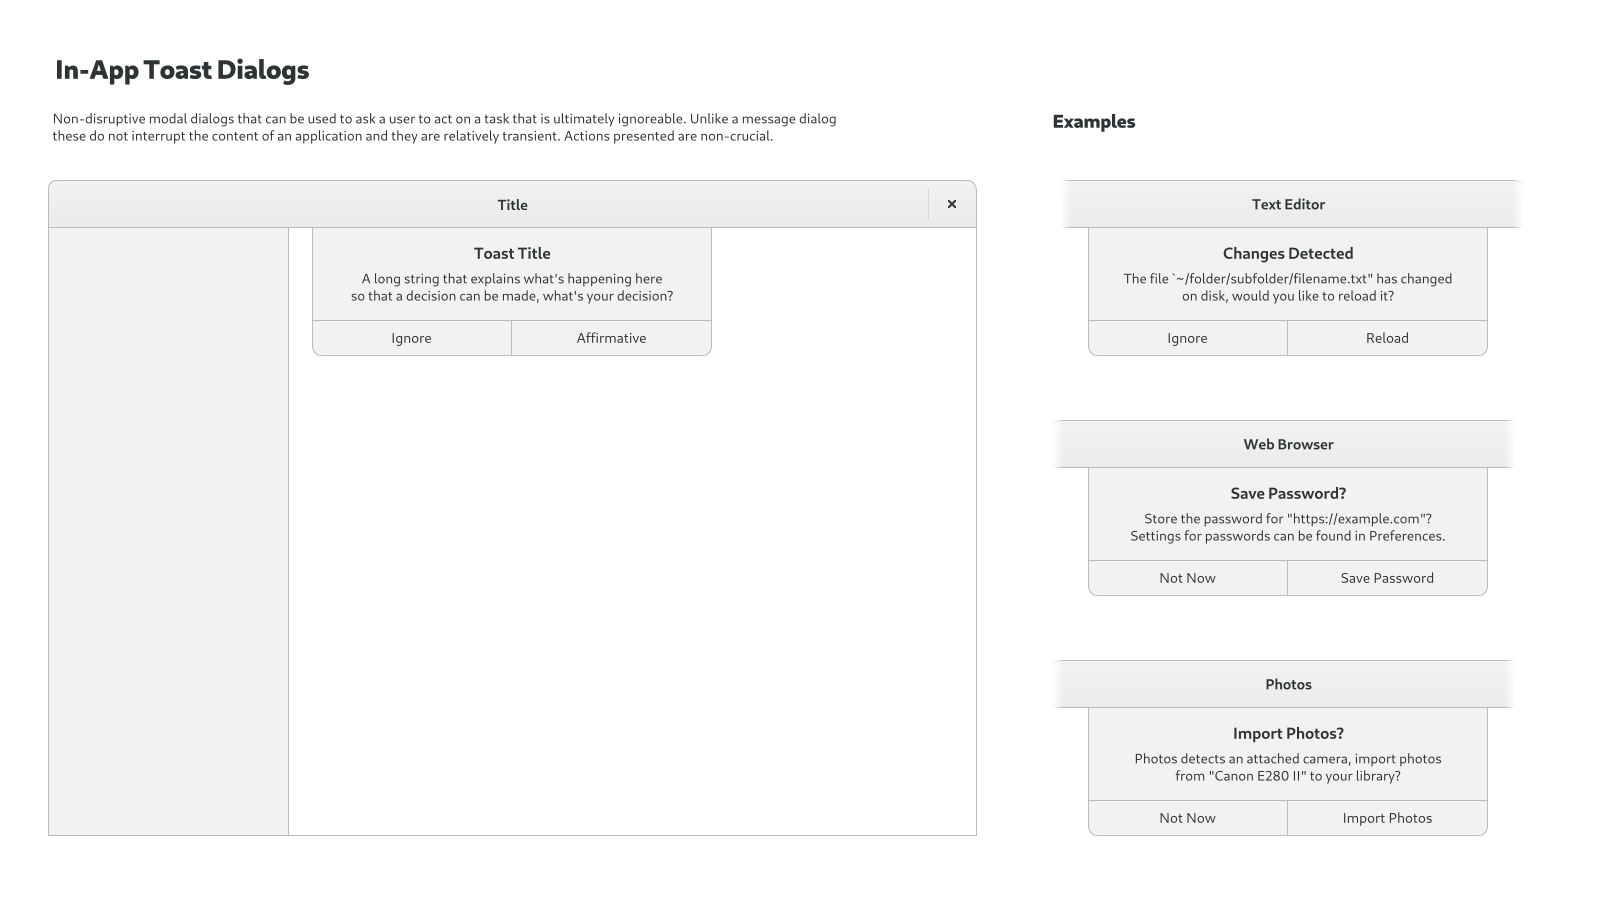 In-App Toast Dialogs
Non-disruptive modal dialogs that can be used to ask a user to act on a task that is ultimately ignoreable. Unlike a message dialog
these do not interrupt the content of an application and they are relatively transient. Actions presented are non-crucial.
Title
×
Toast Title
A long string that explains what's happening here
so that a decision can be made, what's your decision?
Ignore
Affirmative
Examples
Text Editor
Changes Detected
The file `~/folder/subfolder/filename.txt" has changed
on disk, would you like to reload it?
Ignore
Reload
Web Browser
Save Password?
Store the password for "https://example.com"?
Settings for passwords can be found in Preferences.
Not Now
Save Password
Photos
Import Photos?
Photos detects an attached camera, import photos
from "Canon E280 II" to your library?
Not Now
Import Photos